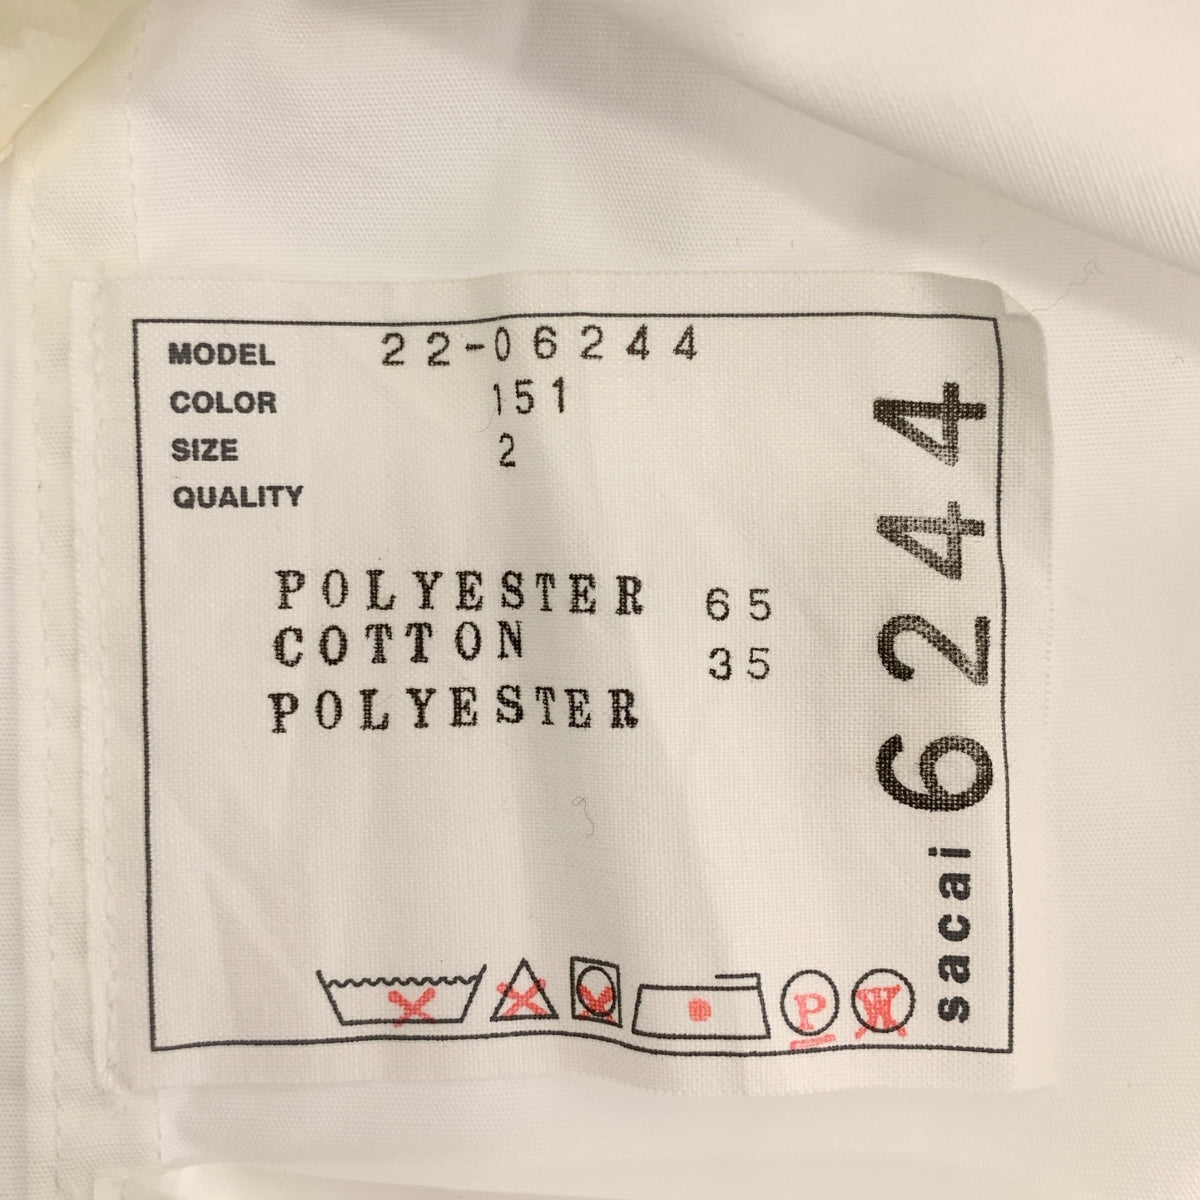 MODEL 22-06244
COLOR 151
SIZE 2
QUALITY
POLYESTER 65
COTTON 35
POLYESTER
P
W
sacai 6244